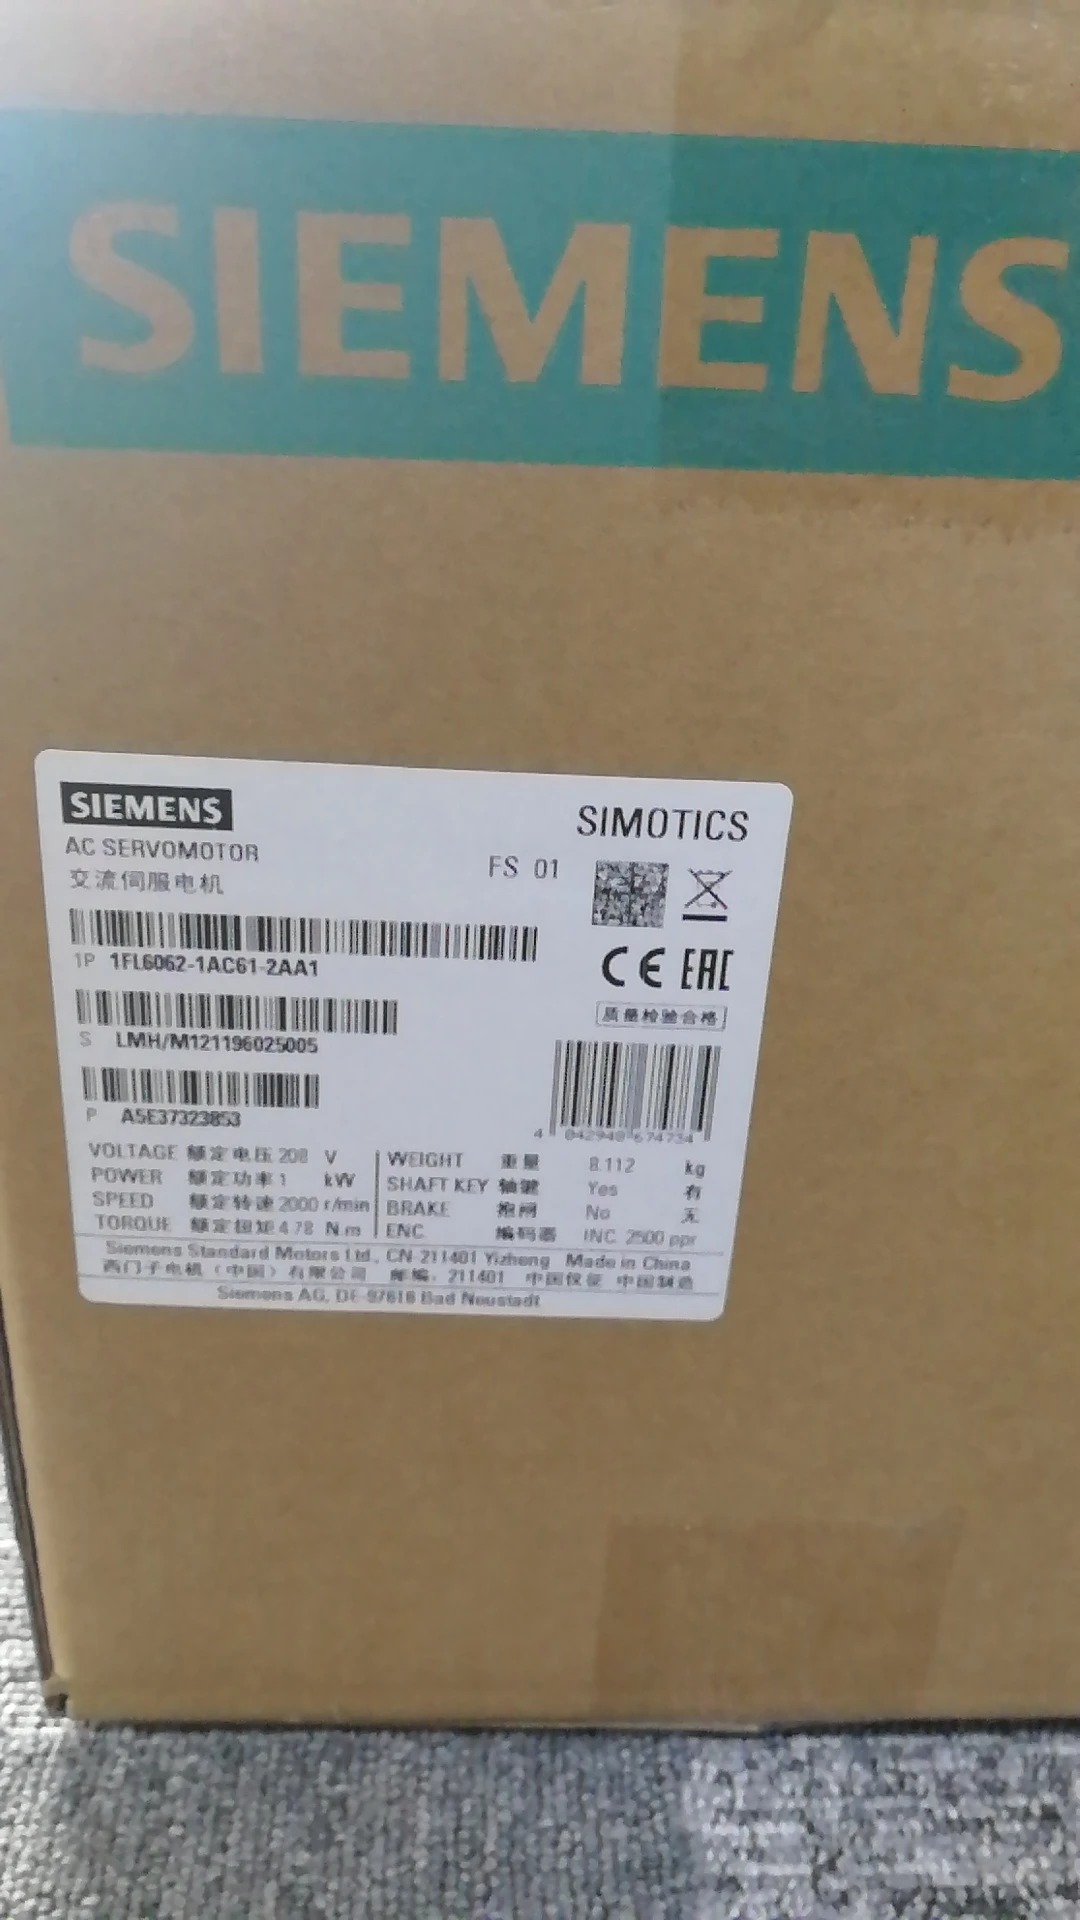 SIEMENS
SIEMENS
SIMOTICS
AC SERVOMOTOR
FS 01
交流伺服电机
1P 1FL6062-1AC61-2AA1
CE EAC
S LMH/M121196025005
质量检验合格
P A5E37323853
4 042948 674734
VOLTAGE 额定电压 208 V
POWER 额定功率 1 kW
SPEED 额定转速 2000 r/min
TORQUE 额定扭矩 4.78 N.m
WEIGHT 重量 8.112 kg
SHAFT KEY 轴键 Yes 有
BRAKE 抱闸 No 无
ENC. 编码器 INC 2500 ppr
Siemens Standard Motors Ltd., CN-211401 Yizheng Made in China
西门子电机（中国）有限公司 邮编：211401 中国仪征 中国制造
Siemens AG, DE-97616 Bad Neustadt